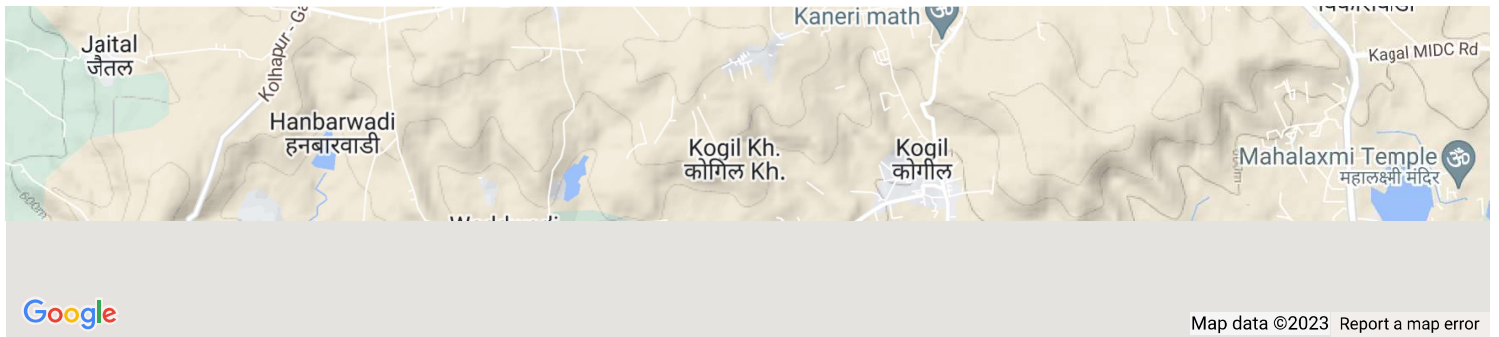 Kaneri math
Jaital
जैतल
Kolhapur - Ga
Kagal MIDC Rd
Hanbarwadi
हनबारवाडी
Kogil Kh.
कोगिल Kh.
Kogil
कोगील
Mahalaxmi Temple
महालक्ष्मी मंदिर
600m
Google
Map data ©2023
Report a map error